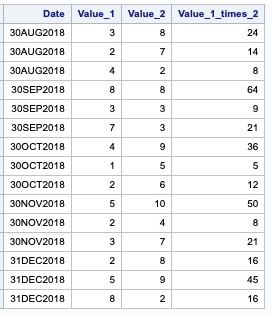 Date Value_1 Value_2 Value_1_times_2
30AUG2018 3 8 24
30AUG2018 2 7 14
30AUG2018 4 2 8
30SEP2018 8 8 64
30SEP2018 3 3 9
30SEP2018 7 3 21
30OCT2018 4 9 36
30OCT2018 1 5 5
30OCT2018 2 6 12
30NOV2018 5 10 50
30NOV2018 2 4 8
30NOV2018 3 7 21
31DEC2018 2 8 16
31DEC2018 5 9 45
31DEC2018 8 2 16